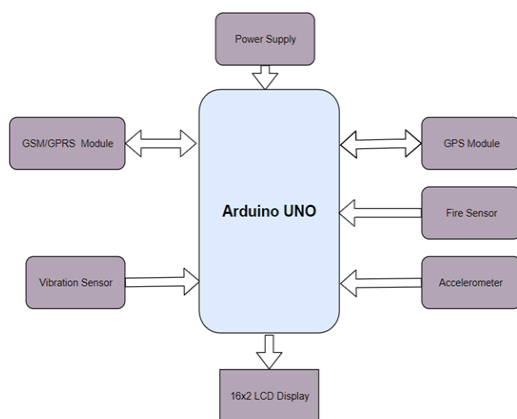 Power Supply
GSM/GPRS Module
GPS Module
Arduino UNO
Fire Sensor
Vibration Sensor
Accelerometer
16x2 LCD Display